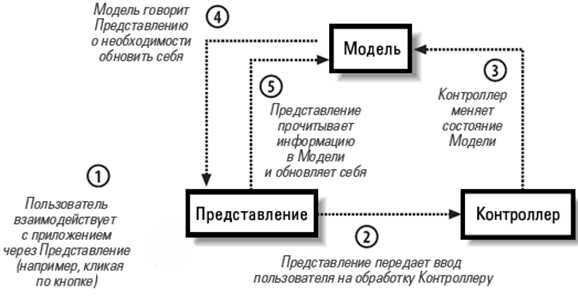 ④
Модель говорит
Представлению
о необходимости
обновить себя
Модель
③
Контроллер
меняет
состояние
Модели
⑤
Представление
прочитывает
информацию
в Модели
и обновляет себя
①
Пользователь
взаимодействует
с приложением
через Представление
(например, кликая
по кнопке)
Представление
Контроллер
②
Представление передает ввод
пользователя на обработку Контроллеру